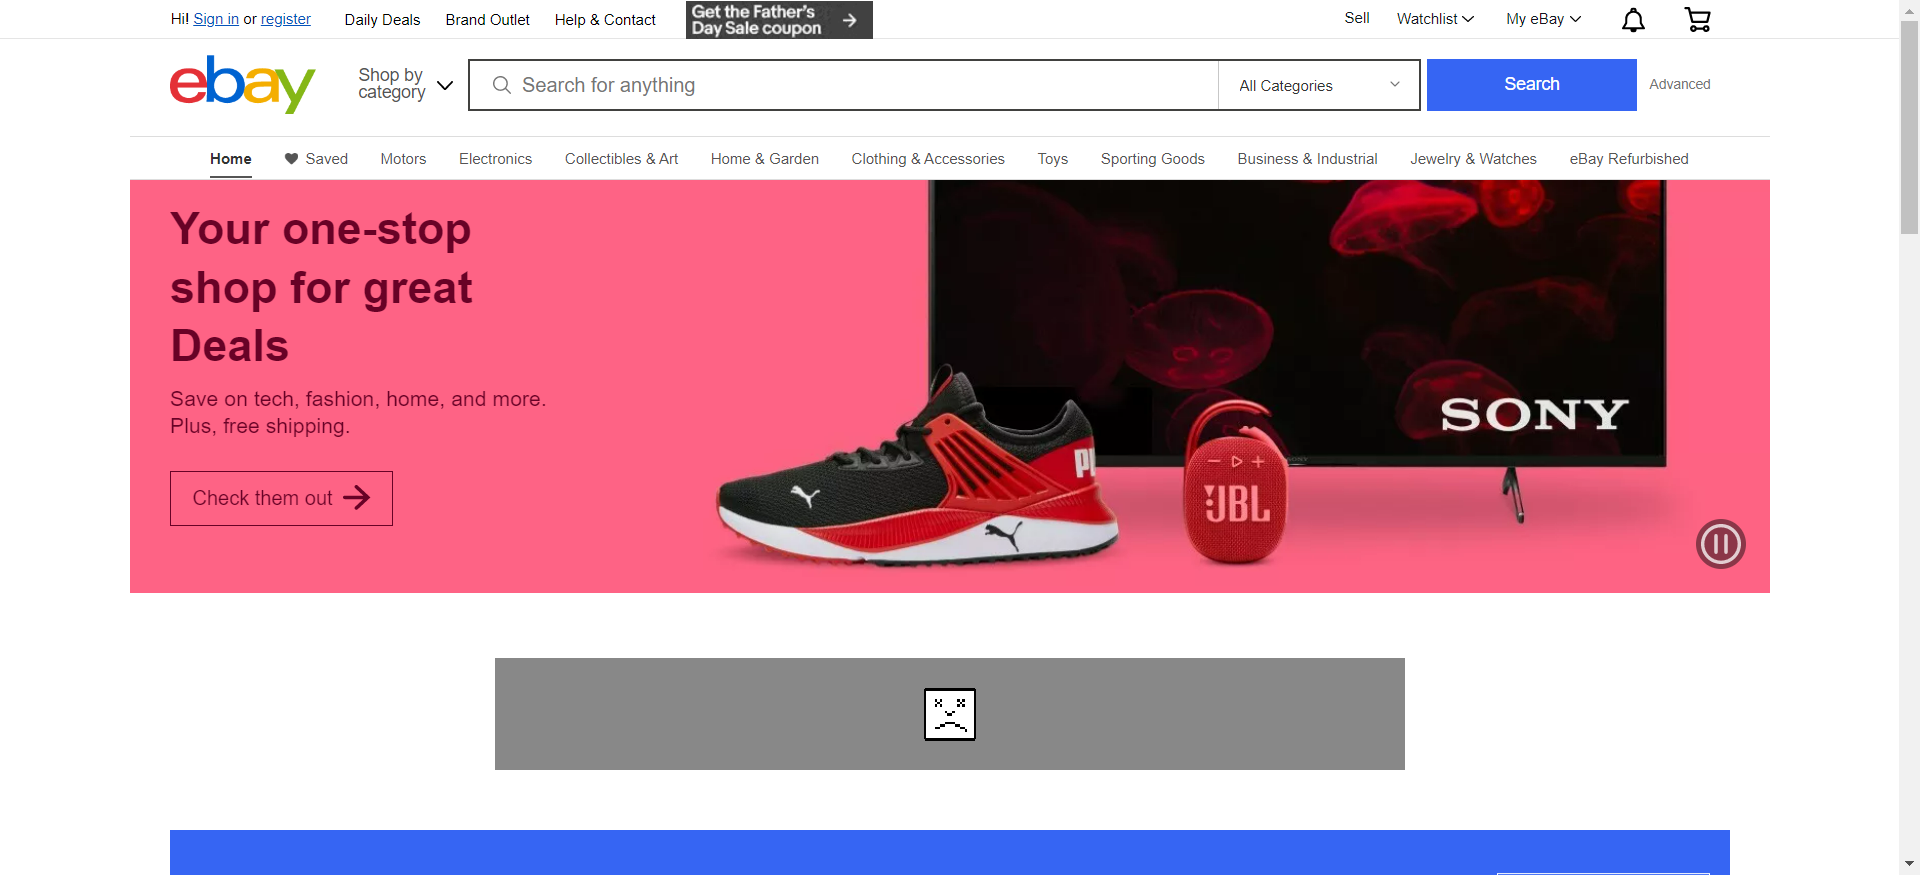 Hi! Sign in or register Daily Deals Brand Outlet Help & Contact Get the Father's Day Sale coupon Sell Watchlist My eBay
ebay
Shop by category
Search for anything
All Categories
Search
Advanced
Home Saved Motors Electronics Collectibles & Art Home & Garden Clothing & Accessories Toys Sporting Goods Business & Industrial Jewelry & Watches eBay Refurbished
Your one-stop
shop for great
Deals
Save on tech, fashion, home, and more.
Plus, free shipping.
Check them out
SONY
JBL